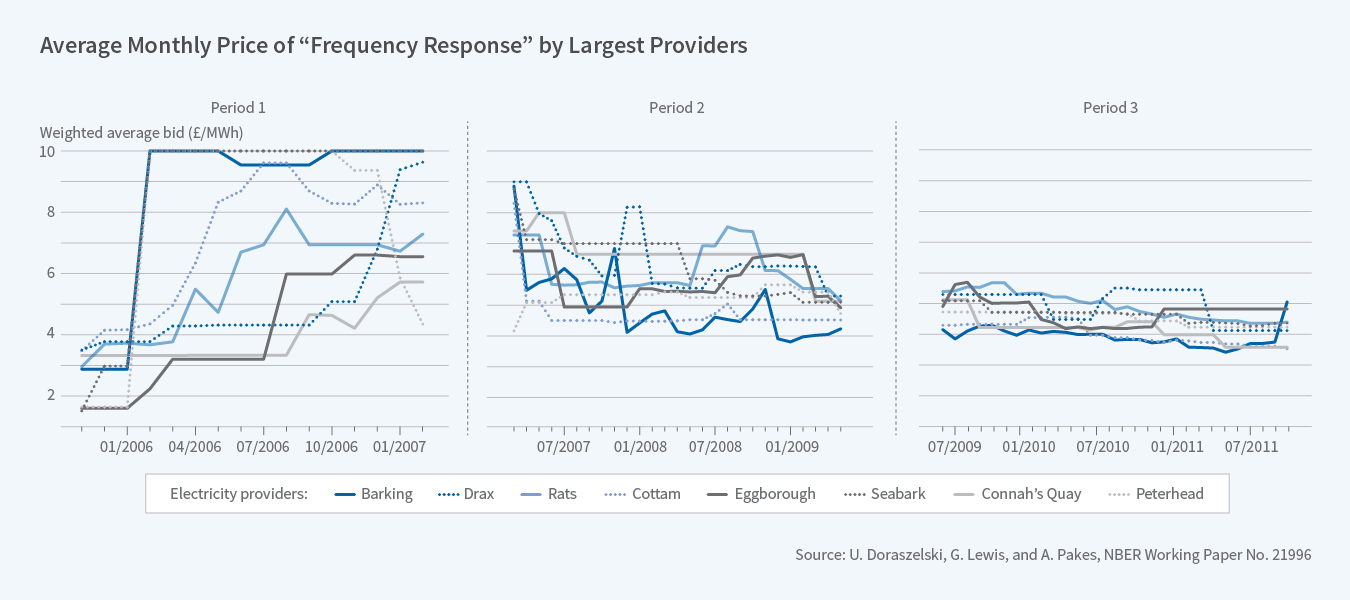 Average Monthly Price of “Frequency Response” by Largest Providers
Period 1
Period 2
Period 3
Weighted average bid (£/MWh)
10
8
6
4
2
01/2006 04/2006 07/2006 10/2006 01/2007
07/2007 01/2008 07/2008 01/2009
07/2009 01/2010 07/2010 01/2011 07/2011
Electricity providers: Barking Drax Rats Cottam Eggborough Seabark Connah’s Quay Peterhead
Source: U. Doraszelski, G. Lewis, and A. Pakes, NBER Working Paper No. 21996